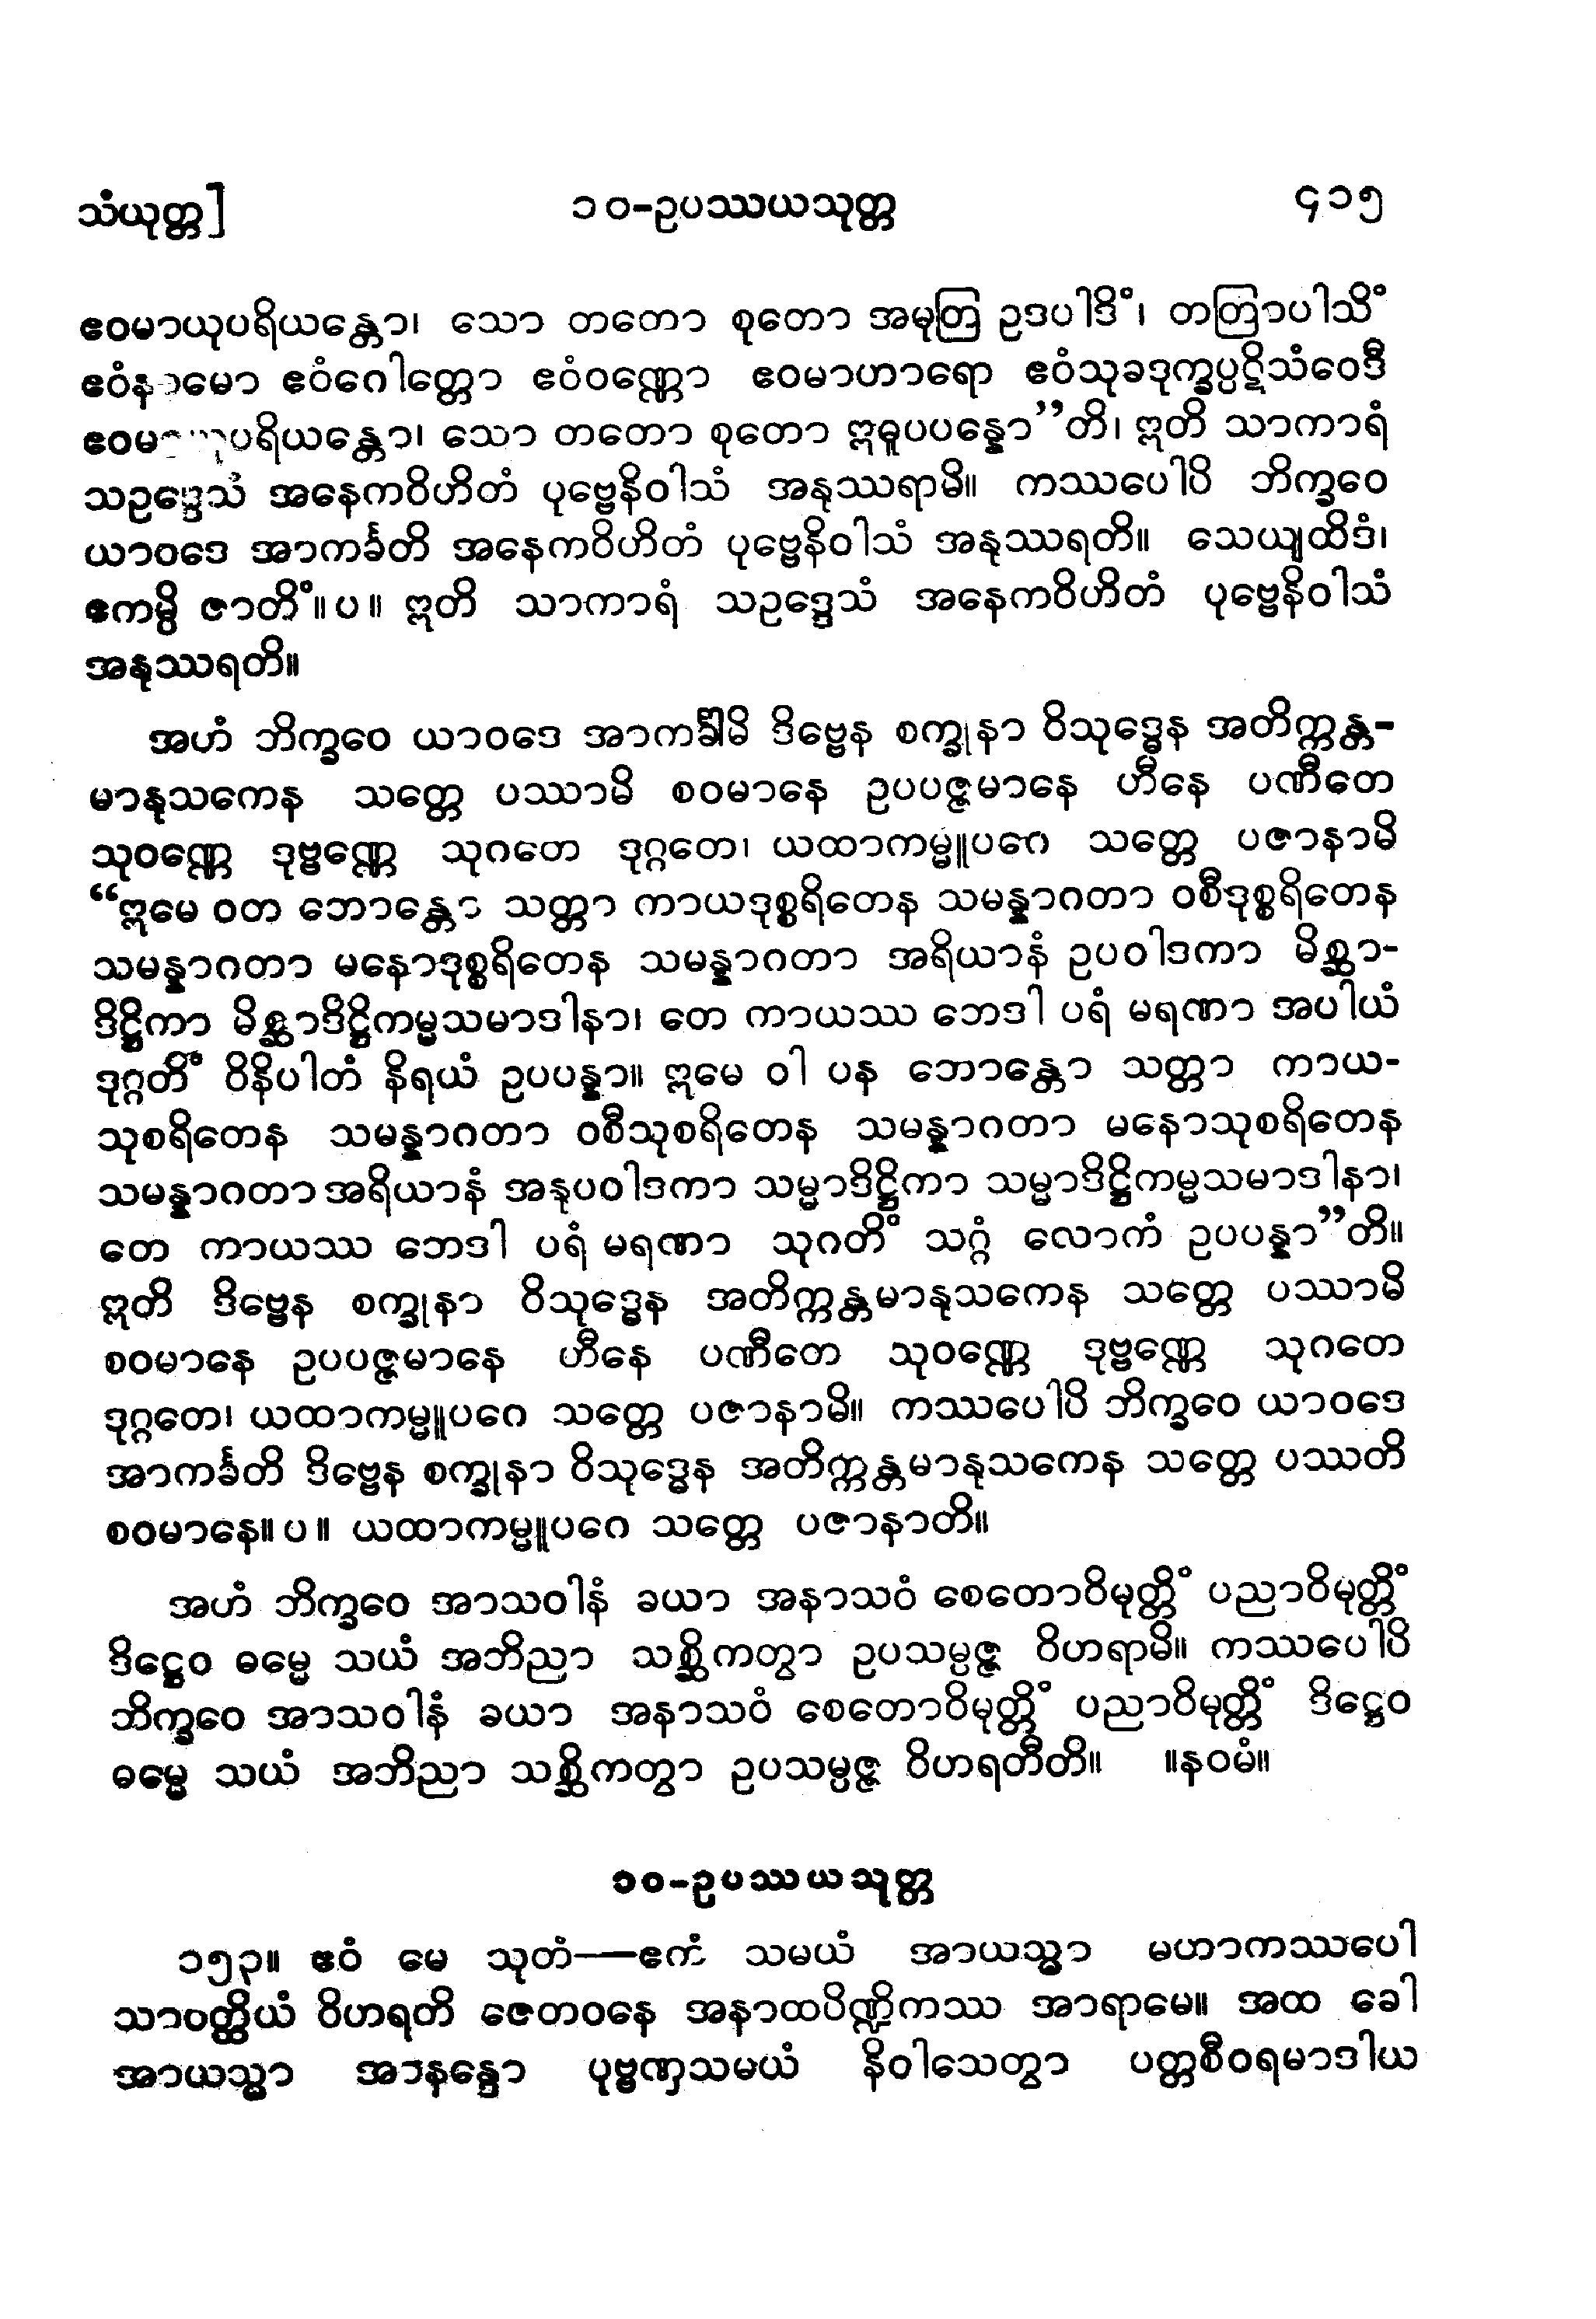 သံယုတ္တ]	၁၀-ဥပဿယသုတ္တ	၄၁၅
ဧဝမာယုပရိယန္တော၊ သော တတော စုတော အမုတြ ဥဒပါဒိံ၊ တတြာပါသိံ
ဧဝံနာမော ဧဝံဂေါတ္တော ဧဝံဝဏ္ဏော ဧဝမာဟာရော ဧဝံသုခဒုက္ခပ္ပဋိသံဝေဒီ
ပရိယန္တော၊ သော တတော စုတော ဣဓူပပန္နော”တိ၊ ဣတိ သာကာရံ
သဥဒ္ဒေသံ အနေကဝိဟိတံ ပုဗ္ဗေနိဝါသံ အနုဿရာမိ။ ကဿပေါပိ ဘိက္ခဝေ
ယာဝဒေ အာကင်္ခတိ အနေကဝိဟိတံ ပုဗ္ဗေနိဝါသံ အနုဿရတိ။ သေယျထိဒံ၊
ဧကမ္ပိ ဇာတိံ။ပ။ ဣတိ သာကာရံ သဥဒ္ဒေသံ အနေကဝိဟိတံ ပုဗ္ဗေနိဝါသံ
အနုဿရတိ။
အဟံ ဘိက္ခဝေ ယာဝဒေ အာကင်္ခါမိ ဒိဗ္ဗေန စက္ခုနာ ဝိသုဒ္ဓေန အတိက္ကန္တ-
မာနုသကေန သတ္တေ ပဿာမိ စဝမာနေ ဥပပဇ္ဇမာနေ ဟီနေ ပဏီတေ
သုဝဏ္ဏေ ဒုဗ္ဗဏ္ဏေ သုဂတေ ဒုဂ္ဂတေ၊ ယထာကမ္မူပဂေ သတ္တေ ပဇာနာမိ
“ဣမေ ဝတ ဘောန္တော သတ္တာ ကာယဒုစ္စရိတေန သမန္နာဂတာ ဝစီဒုစ္စရိတေန
သမန္နာဂတာ မနောဒုစ္စရိတေန သမန္နာဂတာ အရိယာနံ ဥပဝါဒကာ မိစ္ဆာ-
ဒိဋ္ဌိကာ မိစ္ဆာဒိဋ္ဌိကမ္မသမာဒါနာ၊ တေ ကာယဿ ဘေဒါ ပရံ မရဏာ အပါယံ
ဒုဂ္ဂတိံ ဝိနိပါတံ နိရယံ ဥပပန္နာ။ ဣမေ ဝါ ပန ဘောန္တော သတ္တာ ကာယ-
သုစရိတေန သမန္နာဂတာ ဝစီသုစရိတေန သမန္နာဂတာ မနောသုစရိတေန
သမန္နာဂတာ အရိယာနံ အနုပဝါဒကာ သမ္မာဒိဋ္ဌိကာ သမ္မာဒိဋ္ဌိကမ္မသမာဒါနာ၊
တေ ကာယဿ ဘေဒါ ပရံ မရဏာ သုဂတိံ သဂ္ဂံ လောကံ ဥပပန္နာ”တိ။
ဣတိ ဒိဗ္ဗေန စက္ခုနာ ဝိသုဒ္ဓေန အတိက္ကန္တမာနုသကေန သတ္တေ ပဿာမိ
စဝမာနေ ဥပပဇ္ဇမာနေ ဟီနေ ပဏီတေ သုဝဏ္ဏေ ဒုဗ္ဗဏ္ဏေ သုဂတေ
ဒုဂ္ဂတေ၊ ယထာကမ္မူပဂေ သတ္တေ ပဇာနာမိ။ ကဿပေါပိ ဘိက္ခဝေ ယာဝဒေ
အာကင်္ခတိ ဒိဗ္ဗေန စက္ခုနာ ဝိသုဒ္ဓေန အတိက္ကန္တမာနုသကေန သတ္တေ ပဿတိ
စဝမာနေ။ပ။ ယထာကမ္မူပဂေ သတ္တေ ပဇာနာတိ။
အဟံ ဘိက္ခဝေ အာသဝါနံ ခယာ အနာသဝံ စေတောဝိမုတ္တိံ ပညာဝိမုတ္တိံ
ဒိဋ္ဌေဝ ဓမ္မေ သယံ အဘိညာ သစ္ဆိကတွာ ဥပသမ္ပဇ္ဇ ဝိဟရာမိ။ ကဿပေါပိ
ဘိက္ခဝေ အာသဝါနံ ခယာ အနာသဝံ စေတောဝိမုတ္တိံ ပညာဝိမုတ္တိံ ဒိဋ္ဌေဝ
ဓမ္မေ သယံ အဘိညာ သစ္ဆိကတွာ ဥပသမ္ပဇ္ဇ ဝိဟရတီတိ။ ။နဝမံ။
၁၀-ဥပဿယသုတ္တ
၁၅၃။ ဧဝံ မေ သုတံ—ဧကံ သမယံ အာယသ္မာ မဟာကဿပေါ
သာဝတ္ထိယံ ဝိဟရတိ ဇေတဝနေ အနာထပိဏ္ဍိကဿ အာရာမေ။ အထ ခေါ
အာယသ္မာ အာနန္ဒော ပုဗ္ဗဏှသမယံ နိဝါသေတွာ ပတ္တစီဝရမာဒါယ